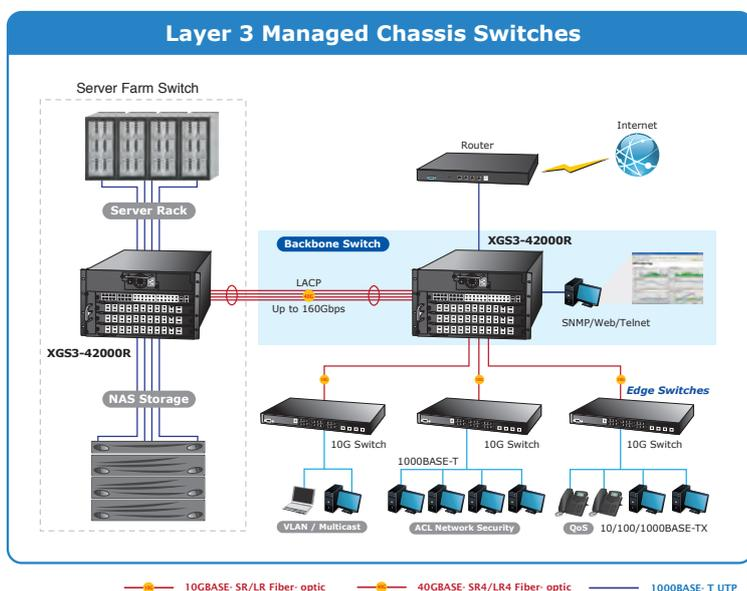 Layer 3 Managed Chassis Switches
Server Farm Switch
Internet
Router
Server Rack
Backbone Switch
XGS3-42000R
LACP
Up to 160Gbps
SNMP/Web/Telnet
XGS3-42000R
NAS Storage
Edge Switches
10G Switch
10G Switch
10G Switch
1000BASE-T
VLAN / Multicast
ACL Network Security
QoS
10/100/1000BASE-TX
10GBASE- SR/LR Fiber- optic
40GBASE- SR4/LR4 Fiber- optic
1000BASE- T UTP